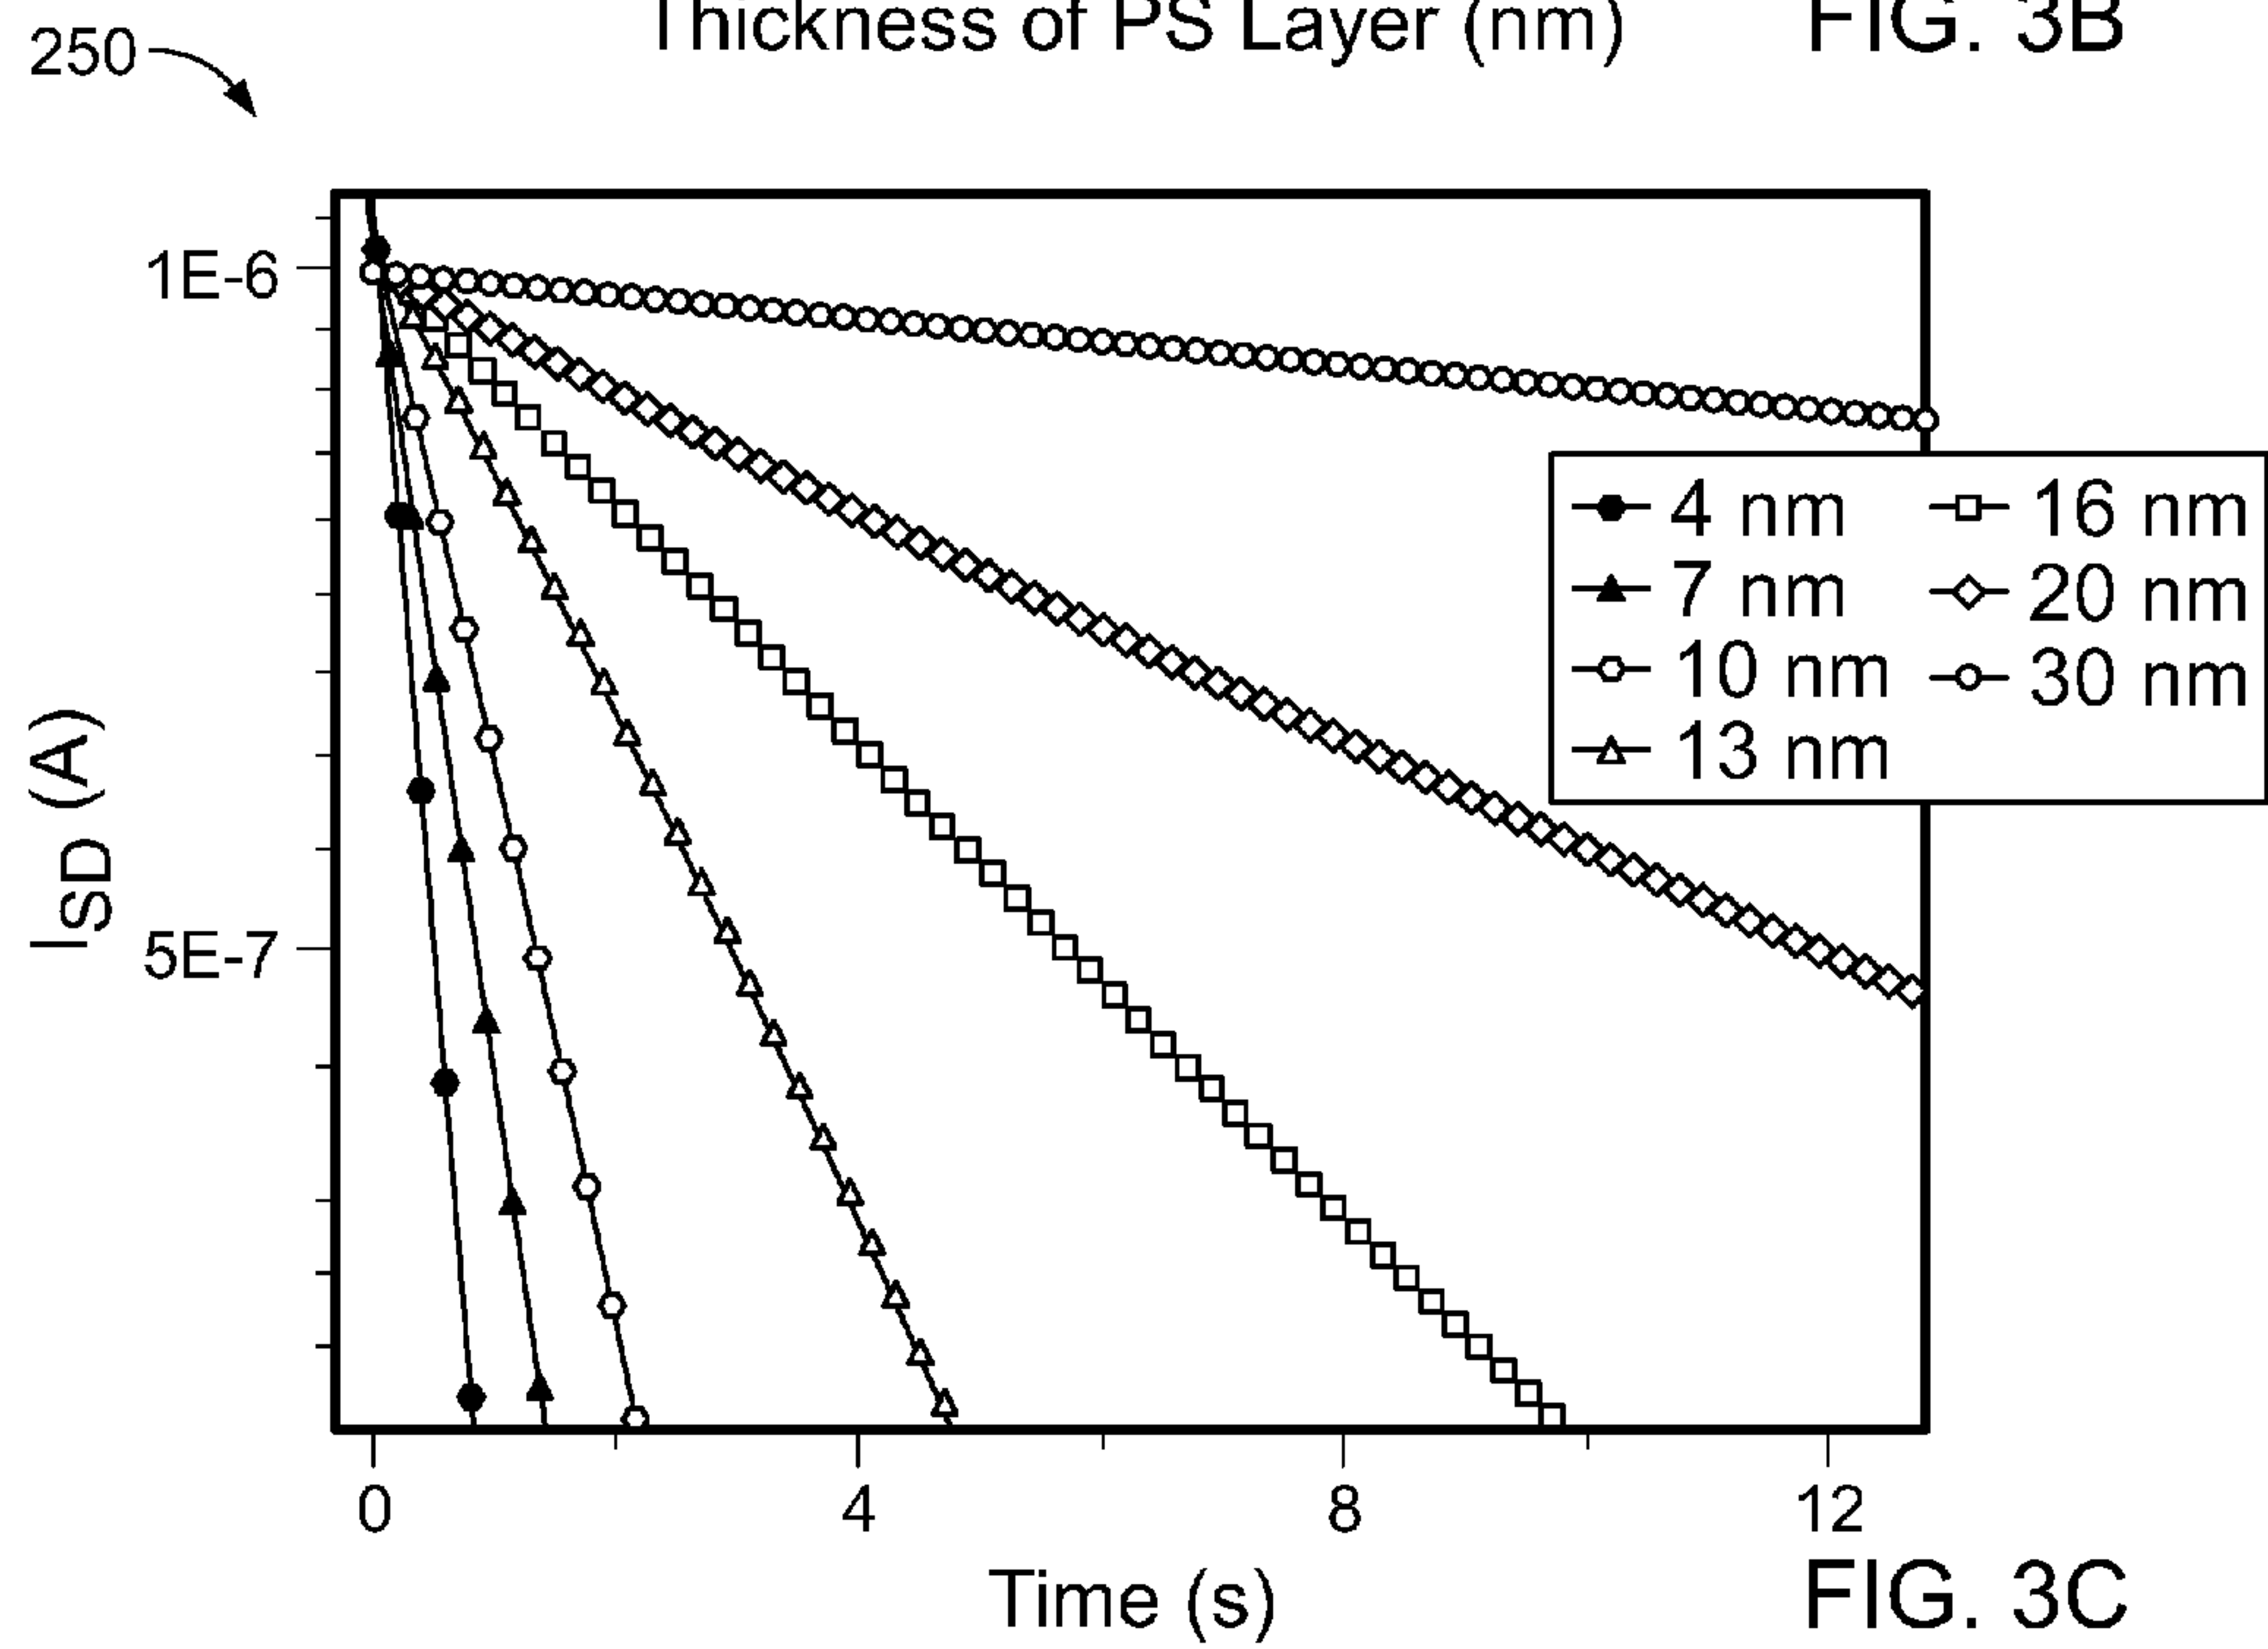 Thickness of PS Layer (nm)
FIG. 3B
250
1E-6
5E-7
I_SD (A)
4 nm
7 nm
10 nm
13 nm
16 nm
20 nm
30 nm
0 4 8 12
Time (s)
FIG. 3C